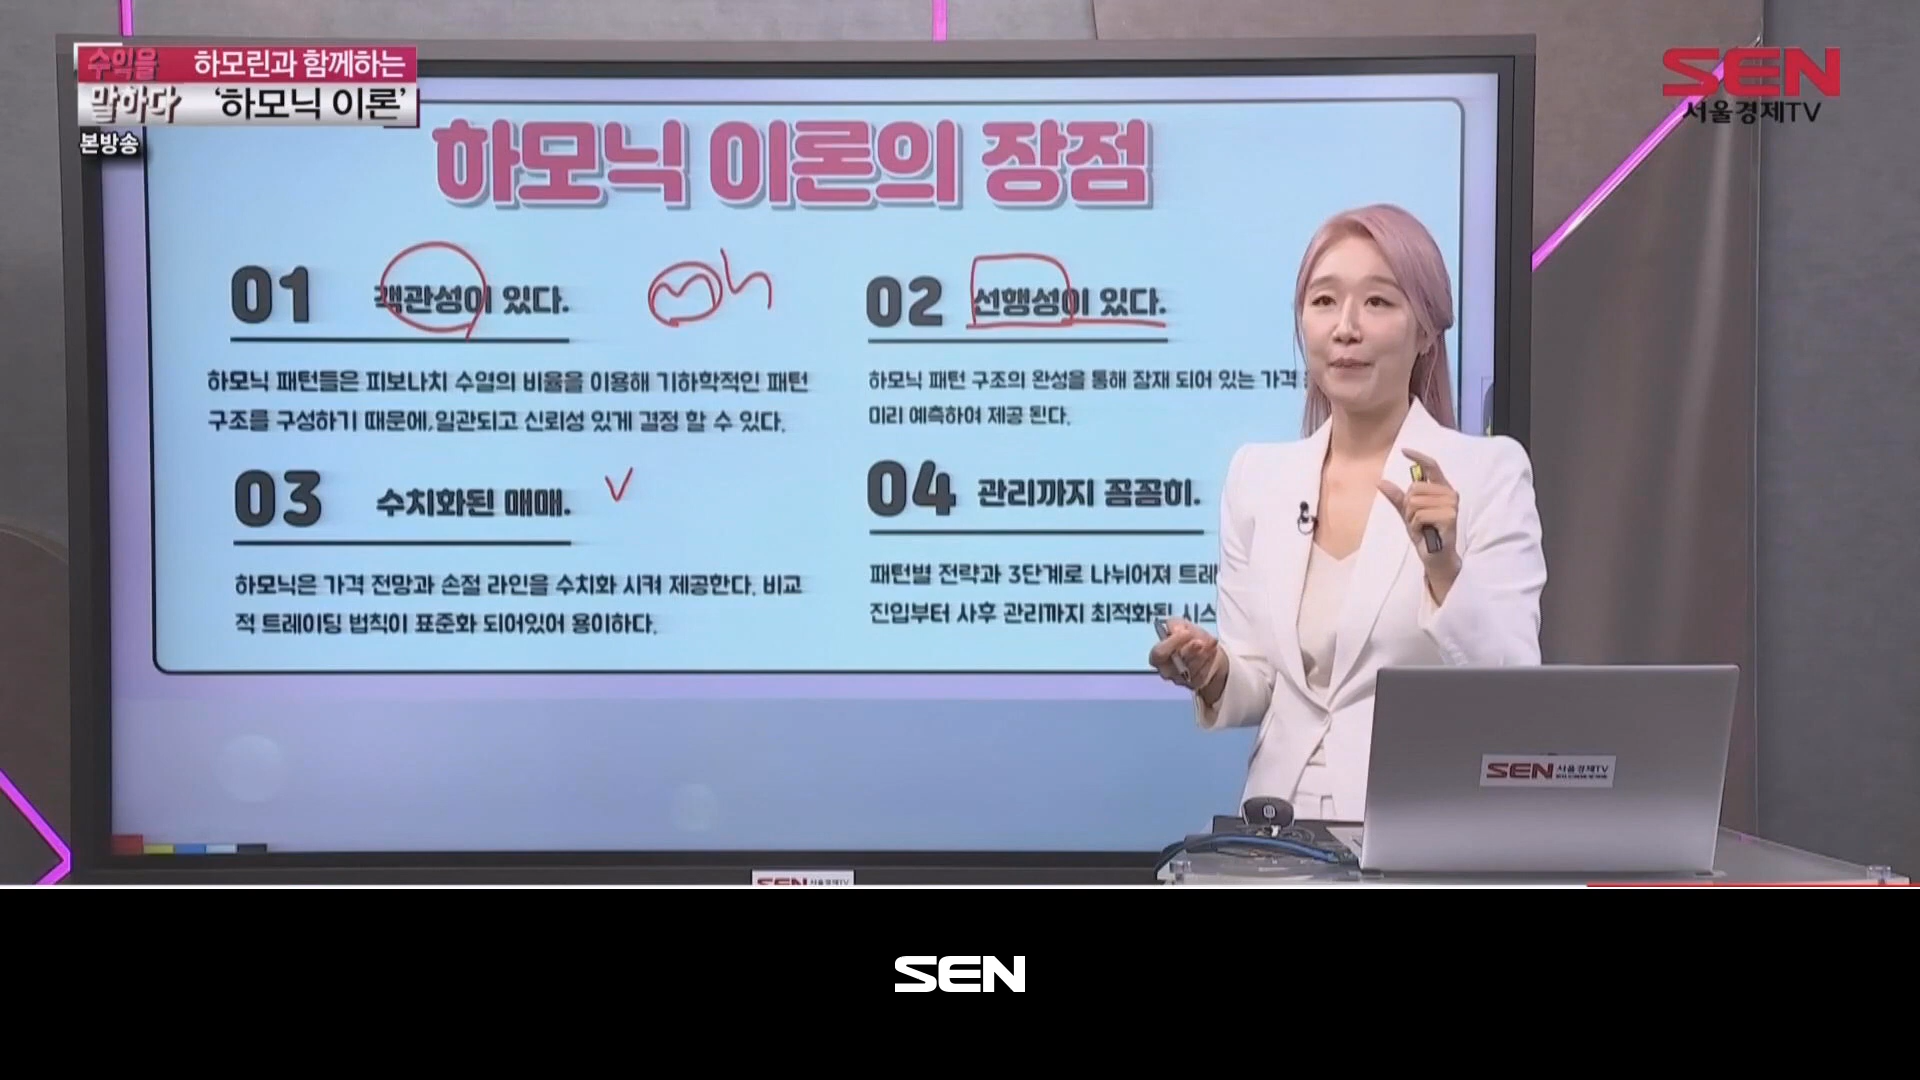 수익을
말하다
하모린과 함께하는
‘하모닉 이론’
본방송
SEN
서울경제TV
하모닉 이론의 장점
01 객관성이 있다.
하모닉 패턴들은 피보나치 수열의 비율을 이용해 기하학적인 패턴
구조를 구성하기 때문에,일관되고 신뢰성 있게 결정 할 수 있다.
02 선행성이 있다.
하모닉 패턴 구조의 완성을 통해 잠재 되어 있는 가격
미리 예측하여 제공 된다.
03 수치화된 매매.
하모닉은 가격 전망과 손절 라인을 수치화 시켜 제공한다. 비교
적 트레이딩 법칙이 표준화 되어있어 용이하다.
04 관리까지 꼼꼼히.
패턴별 전략과 3단계로 나뉘어져 트레
진입부터 사후 관리까지 최적화된 시스
SEN 서울경제TV
SEN 서울경제TV
SEN